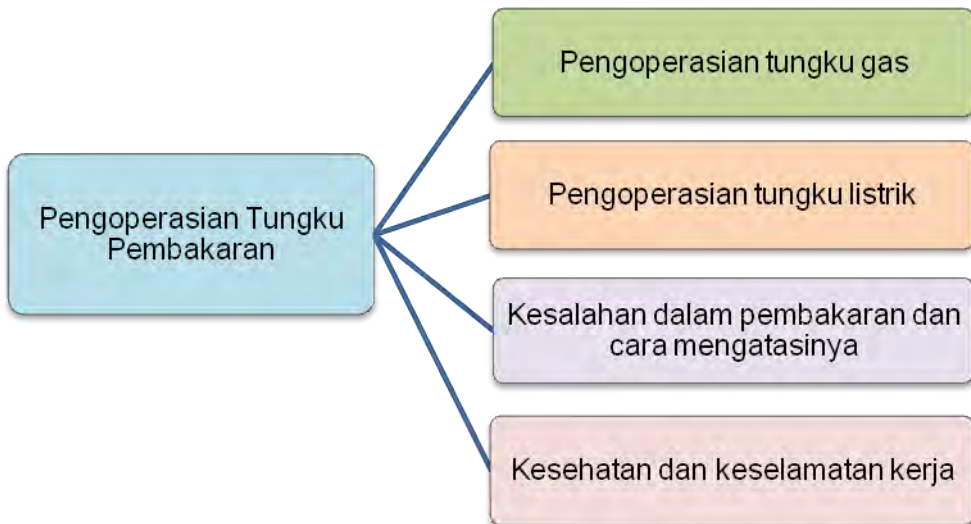 Pengoperasian Tungku
Pembakaran
Pengoperasian tungku gas
Pengoperasian tungku listrik
Kesalahan dalam pembakaran dan
cara mengatasinya
Kesehatan dan keselamatan kerja